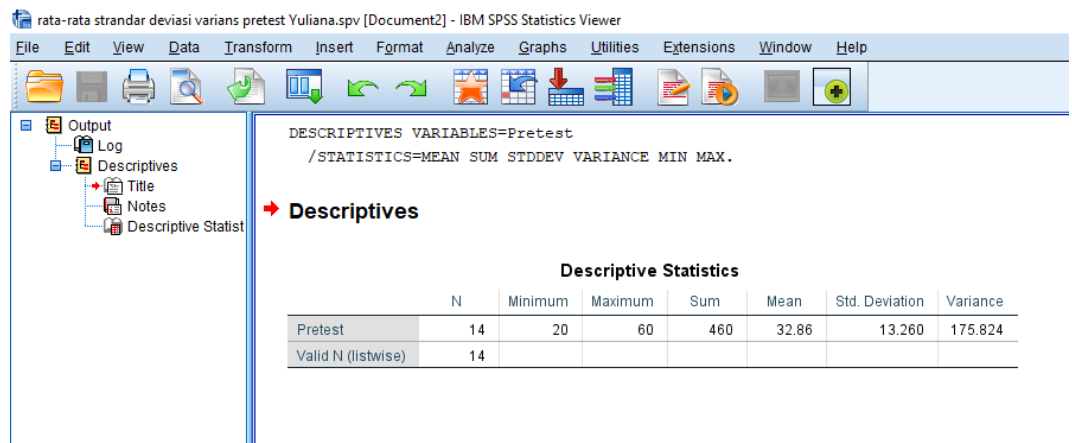 rata-rata strandar deviasi varians pretest Yuliana.spv [Document2] - IBM SPSS Statistics Viewer
File Edit View Data Transform Insert Format Analyze Graphs Utilities Extensions Window Help
Output
Log
Descriptives
Title
Notes
Descriptive Statist
DESCRIPTIVES VARIABLES=Pretest
/STATISTICS=MEAN SUM STDDEV VARIANCE MIN MAX.
Descriptives
Descriptive Statistics
N Minimum Maximum Sum Mean Std. Deviation Variance
Pretest 14 20 60 460 32.86 13.260 175.824
Valid N (listwise) 14